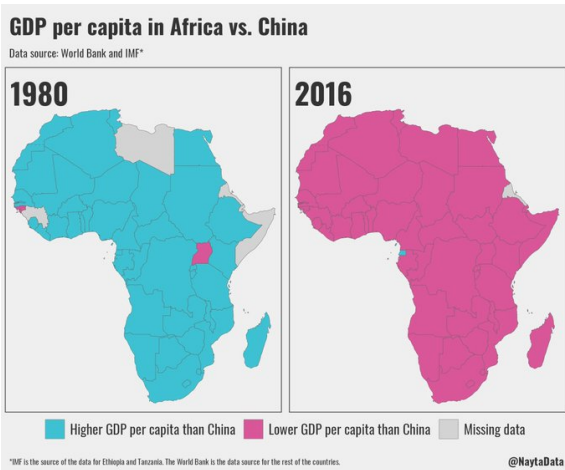 GDP per capita in Africa vs. China
Data source: World Bank and IMF*
1980
2016
Higher GDP per capita than China
Lower GDP per capita than China
Missing data
*IMF is the source of the data for Ethiopia and Tanzania. The World Bank is the data source for the rest of the countries.
@NaytaData